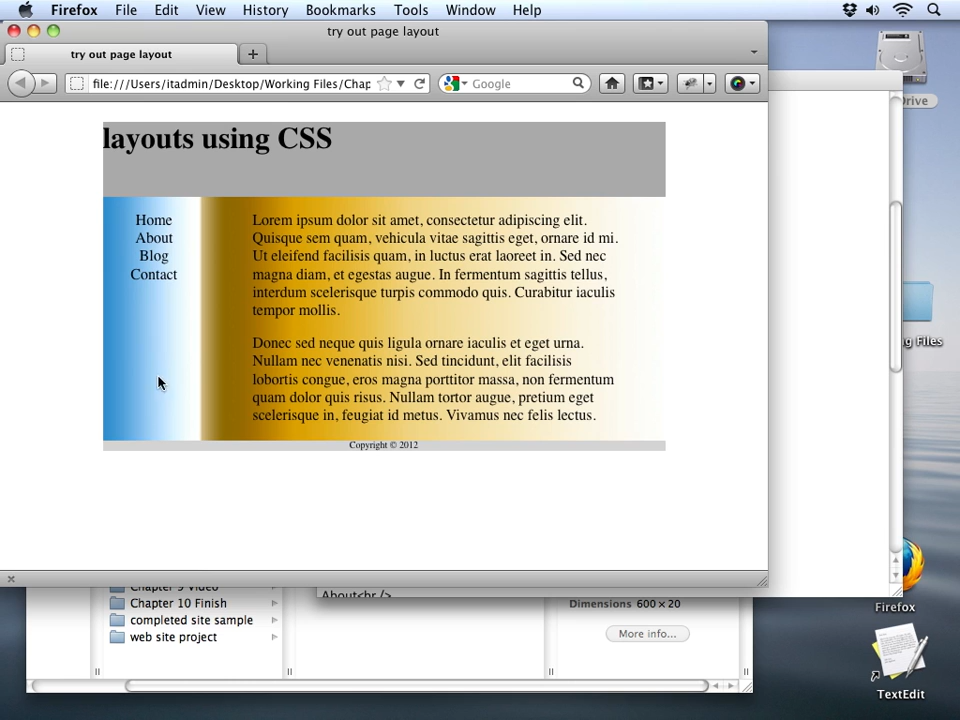 Firefox File Edit View History Bookmarks Tools Window Help
try out page layout
try out page layout
file:///Users/itadmin/Desktop/Working Files/Chap
Google
Drive
layouts using CSS
Home
About
Blog
Contact
Lorem ipsum dolor sit amet, consectetur adipiscing elit.
Quisque sem quam, vehicula vitae sagittis eget, ornare id mi.
Ut eleifend facilisis quam, in luctus erat laoreet in. Sed nec
magna diam, et egestas augue. In fermentum sagittis tellus,
interdum scelerisque turpis commodo quis. Curabitur iaculis
tempor mollis.
Donec sed neque quis ligula ornare iaculis et eget urna.
Nullam nec venenatis nisi. Sed tincidunt, elit facilisis
lobortis congue, eros magna porttitor massa, non fermentum
quam dolor quis risus. Nullam tortor augue, pretium eget
scelerisque in, feugiat id metus. Vivamus nec felis lectus.
Copyright © 2012
g Files
Chapter 9 Video
Chapter 10 Finish
completed site sample
web site project
About<br />
Dimensions 600 × 20
More info...
Firefox
TextEdit